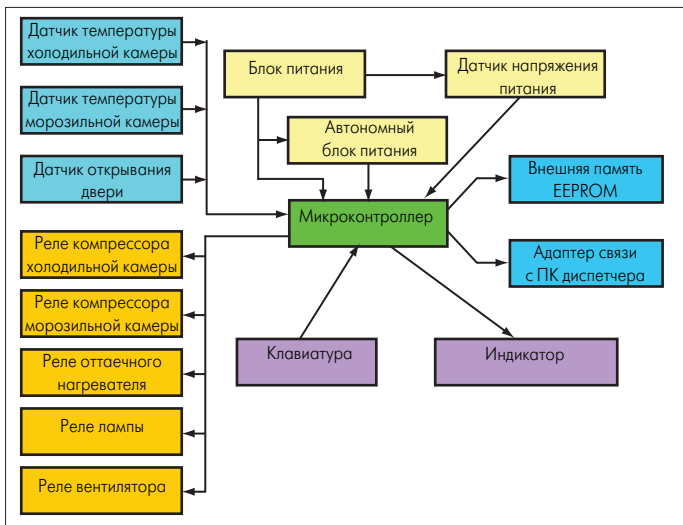 Датчик температуры
холодильной камеры
Датчик температуры
морозильной камеры
Датчик открывания
двери
Блок питания
Датчик напряжения
питания
Автономный
блок питания
Микроконтроллер
Внешняя память
EEPROM
Адаптер связи
с ПК диспетчера
Реле компрессора
холодильной камеры
Реле компрессора
морозильной камеры
Реле оттаечного
нагревателя
Реле лампы
Реле вентилятора
Клавиатура
Индикатор